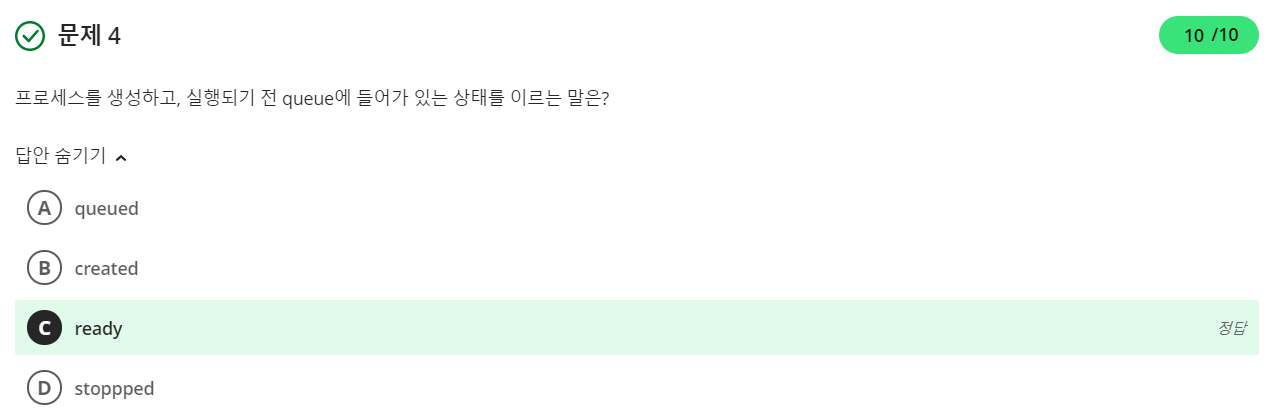 문제 4
10 /10
프로세스를 생성하고, 실행되기 전 queue에 들어가 있는 상태를 이르는 말은?
답안 숨기기
A queued
B created
C ready 정답
D stoppped